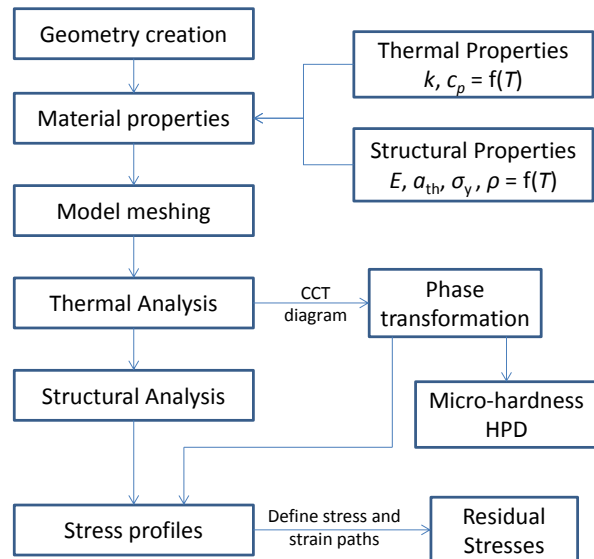 Geometry creation
Thermal Properties
k, cp = f(T)
Material properties
Structural Properties
E, ath, σy, ρ = f(T)
Model meshing
Thermal Analysis
CCT
diagram
Phase
transformation
Structural Analysis
Micro-hardness
HPD
Stress profiles
Define stress and
strain paths
Residual
Stresses